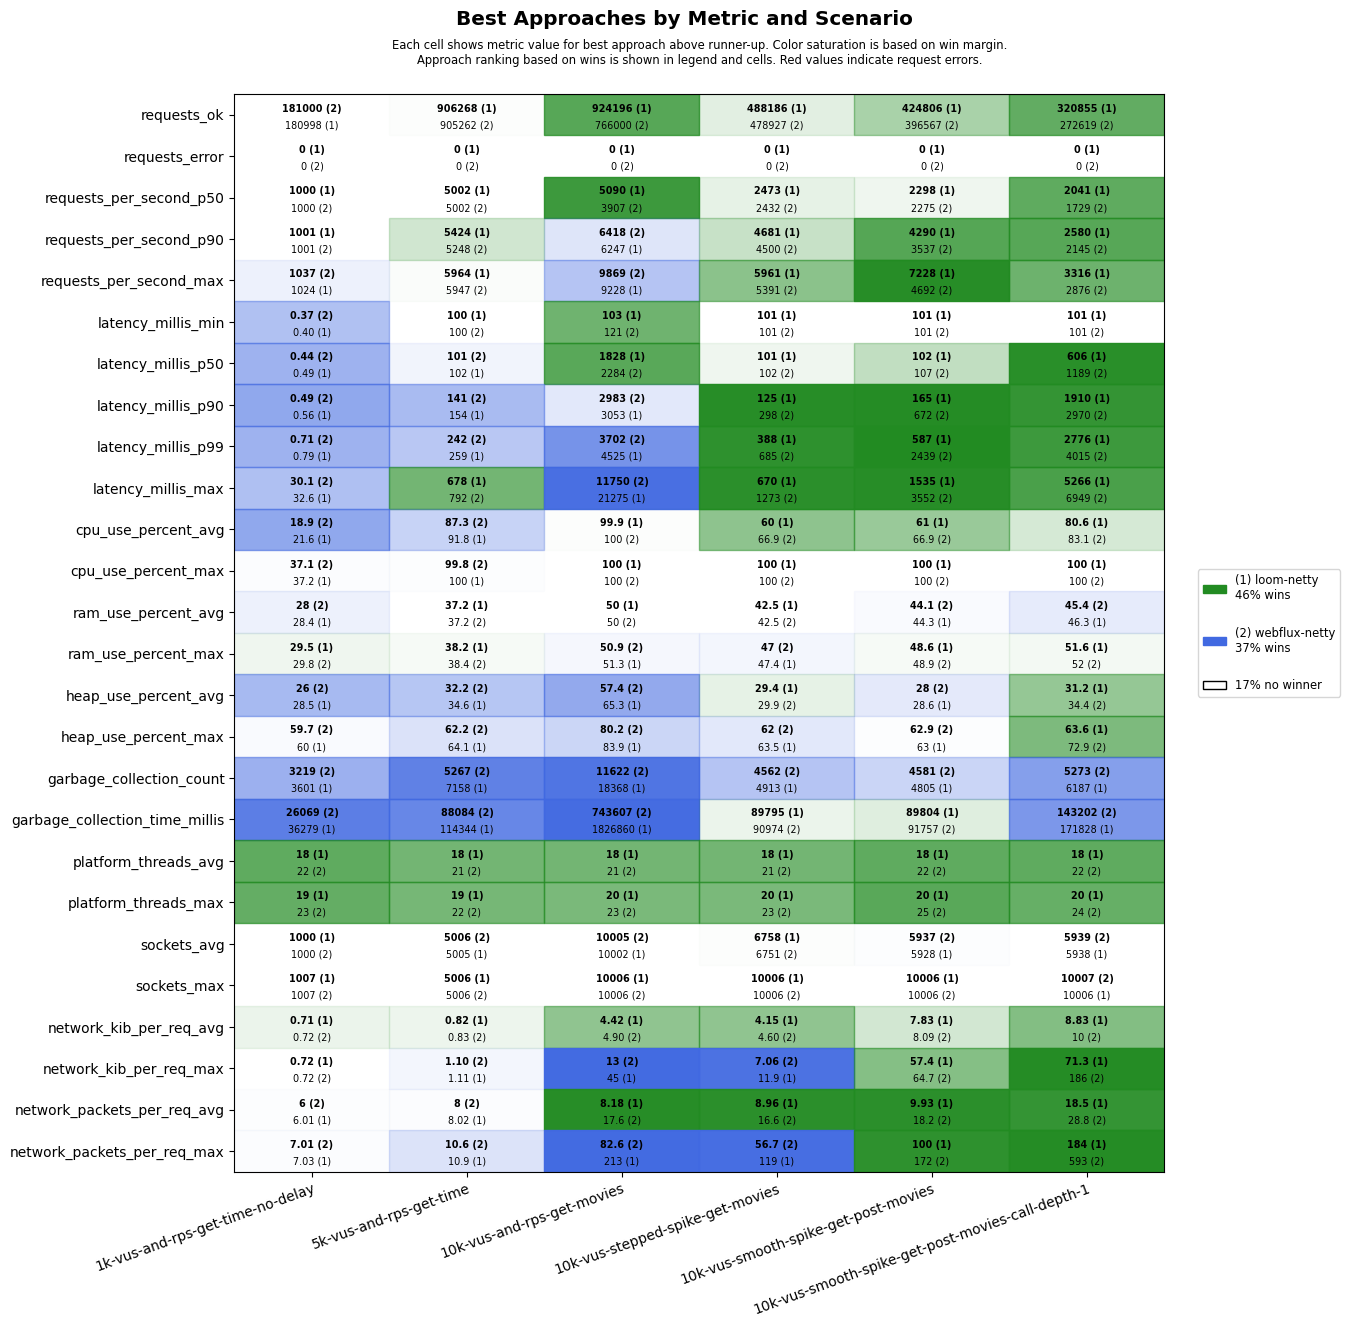 Best Approaches by Metric and Scenario
Each cell shows metric value for best approach above runner-up. Color saturation is based on win margin.
Approach ranking based on wins is shown in legend and cells. Red values indicate request errors.
requests_ok
181000 (2) 906268 (1) 924196 (1) 488186 (1) 424806 (1) 320855 (1)
180998 (1) 905262 (2) 766000 (2) 478927 (2) 396567 (2) 272619 (2)
requests_error
0 (1) 0 (1) 0 (1) 0 (1) 0 (1) 0 (1)
0 (2) 0 (2) 0 (2) 0 (2) 0 (2) 0 (2)
requests_per_second_p50
1000 (1) 5002 (1) 5090 (1) 2473 (1) 2298 (1) 2041 (1)
1000 (2) 5002 (2) 3907 (2) 2432 (2) 2275 (2) 1729 (2)
requests_per_second_p90
1001 (1) 5424 (1) 6418 (2) 4681 (1) 4290 (1) 2580 (1)
1001 (2) 5248 (2) 6247 (1) 4500 (2) 3537 (2) 2145 (2)
requests_per_second_max
1037 (2) 5964 (1) 9869 (2) 5961 (1) 7228 (1) 3316 (1)
1024 (1) 5947 (2) 9228 (1) 5391 (2) 4692 (2) 2876 (2)
latency_millis_min
0.37 (2) 100 (1) 103 (1) 101 (1) 101 (1) 101 (1)
0.40 (1) 100 (2) 121 (2) 101 (2) 101 (2) 101 (2)
latency_millis_p50
0.44 (2) 101 (2) 1828 (1) 101 (1) 102 (1) 606 (1)
0.49 (1) 102 (1) 2284 (2) 102 (2) 107 (2) 1189 (2)
latency_millis_p90
0.49 (2) 141 (2) 2983 (2) 125 (1) 165 (1) 1910 (1)
0.56 (1) 154 (1) 3053 (1) 298 (2) 672 (2) 2970 (2)
latency_millis_p99
0.71 (2) 242 (2) 3702 (2) 388 (1) 587 (1) 2776 (1)
0.79 (1) 259 (1) 4525 (1) 685 (2) 2439 (2) 4015 (2)
latency_millis_max
30.1 (2) 678 (1) 11750 (2) 670 (1) 1535 (1) 5266 (1)
32.6 (1) 792 (2) 21275 (1) 1273 (2) 3552 (2) 6949 (2)
cpu_use_percent_avg
18.9 (2) 87.3 (2) 99.9 (1) 60 (1) 61 (1) 80.6 (1)
21.6 (1) 91.8 (1) 100 (2) 66.9 (2) 66.9 (2) 83.1 (2)
cpu_use_percent_max
37.1 (2) 99.8 (2) 100 (1) 100 (1) 100 (1) 100 (1)
37.2 (1) 100 (1) 100 (2) 100 (2) 100 (2) 100 (2)
ram_use_percent_avg
28 (2) 37.2 (1) 50 (1) 42.5 (1) 44.1 (2) 45.4 (2)
28.4 (1) 37.2 (2) 50 (2) 42.5 (2) 44.3 (1) 46.3 (1)
ram_use_percent_max
29.5 (1) 38.2 (1) 50.9 (2) 47 (2) 48.6 (1) 51.6 (1)
29.8 (2) 38.4 (2) 51.3 (1) 47.4 (1) 48.9 (2) 52 (2)
heap_use_percent_avg
26 (2) 32.2 (2) 57.4 (2) 29.4 (1) 28 (2) 31.2 (1)
28.5 (1) 34.6 (1) 65.3 (1) 29.9 (2) 28.6 (1) 34.4 (2)
heap_use_percent_max
59.7 (2) 62.2 (2) 80.2 (2) 62 (2) 62.9 (2) 63.6 (1)
60 (1) 64.1 (1) 83.9 (1) 63.5 (1) 63 (1) 72.9 (2)
garbage_collection_count
3219 (2) 5267 (2) 11622 (2) 4562 (2) 4581 (2) 5273 (2)
3601 (1) 7158 (1) 18368 (1) 4913 (1) 4805 (1) 6187 (1)
garbage_collection_time_millis
26069 (2) 88084 (2) 743607 (2) 89795 (1) 89804 (1) 143202 (2)
36279 (1) 114344 (1) 1826860 (1) 90974 (2) 91757 (2) 171828 (1)
platform_threads_avg
18 (1) 18 (1) 18 (1) 18 (1) 18 (1) 18 (1)
22 (2) 21 (2) 21 (2) 21 (2) 22 (2) 22 (2)
platform_threads_max
19 (1) 19 (1) 20 (1) 20 (1) 20 (1) 20 (1)
23 (2) 22 (2) 23 (2) 23 (2) 25 (2) 24 (2)
sockets_avg
1000 (1) 5006 (2) 10005 (2) 6758 (1) 5937 (2) 5939 (2)
1000 (2) 5005 (1) 10002 (1) 6751 (2) 5928 (1) 5938 (1)
sockets_max
1007 (1) 5006 (1) 10006 (1) 10006 (1) 10006 (1) 10007 (2)
1007 (2) 5006 (2) 10006 (2) 10006 (2) 10006 (2) 10006 (1)
network_kib_per_req_avg
0.71 (1) 0.82 (1) 4.42 (1) 4.15 (1) 7.83 (1) 8.83 (1)
0.72 (2) 0.83 (2) 4.90 (2) 4.60 (2) 8.09 (2) 10 (2)
network_kib_per_req_max
0.72 (1) 1.10 (2) 13 (2) 7.06 (2) 57.4 (1) 71.3 (1)
0.72 (2) 1.11 (1) 45 (1) 11.9 (1) 64.7 (2) 186 (2)
network_packets_per_req_avg
6 (2) 8 (2) 8.18 (1) 8.96 (1) 9.93 (1) 18.5 (1)
6.01 (1) 8.02 (1) 17.6 (2) 16.6 (2) 18.2 (2) 28.8 (2)
network_packets_per_req_max
7.01 (2) 10.6 (2) 82.6 (2) 56.7 (2) 100 (1) 184 (1)
7.03 (1) 10.9 (1) 213 (1) 119 (1) 172 (2) 593 (2)
1k-vus-and-rps-get-time-no-delay
5k-vus-and-rps-get-time
10k-vus-and-rps-get-movies
10k-vus-stepped-spike-get-movies
10k-vus-smooth-spike-get-post-movies
10k-vus-smooth-spike-get-post-movies-call-depth-1
(1) loom-netty
46% wins
(2) webflux-netty
37% wins
17% no winner